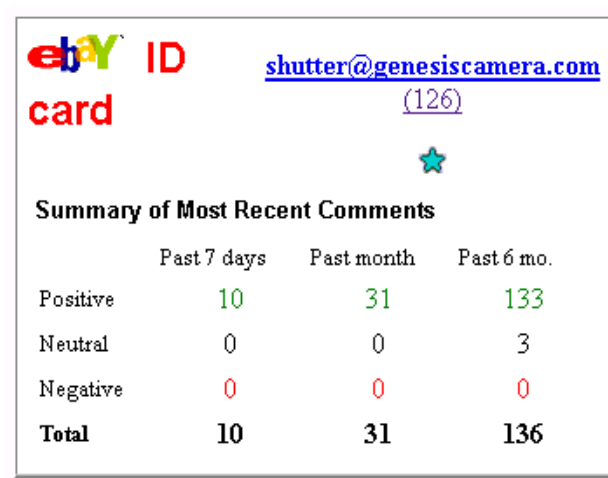 ebaY ID
card
shutter@genesiscamera.com
(126)
Summary of Most Recent Comments
Past 7 days Past month Past 6 mo.
Positive 10 31 133
Neutral 0 0 3
Negative 0 0 0
Total 10 31 136